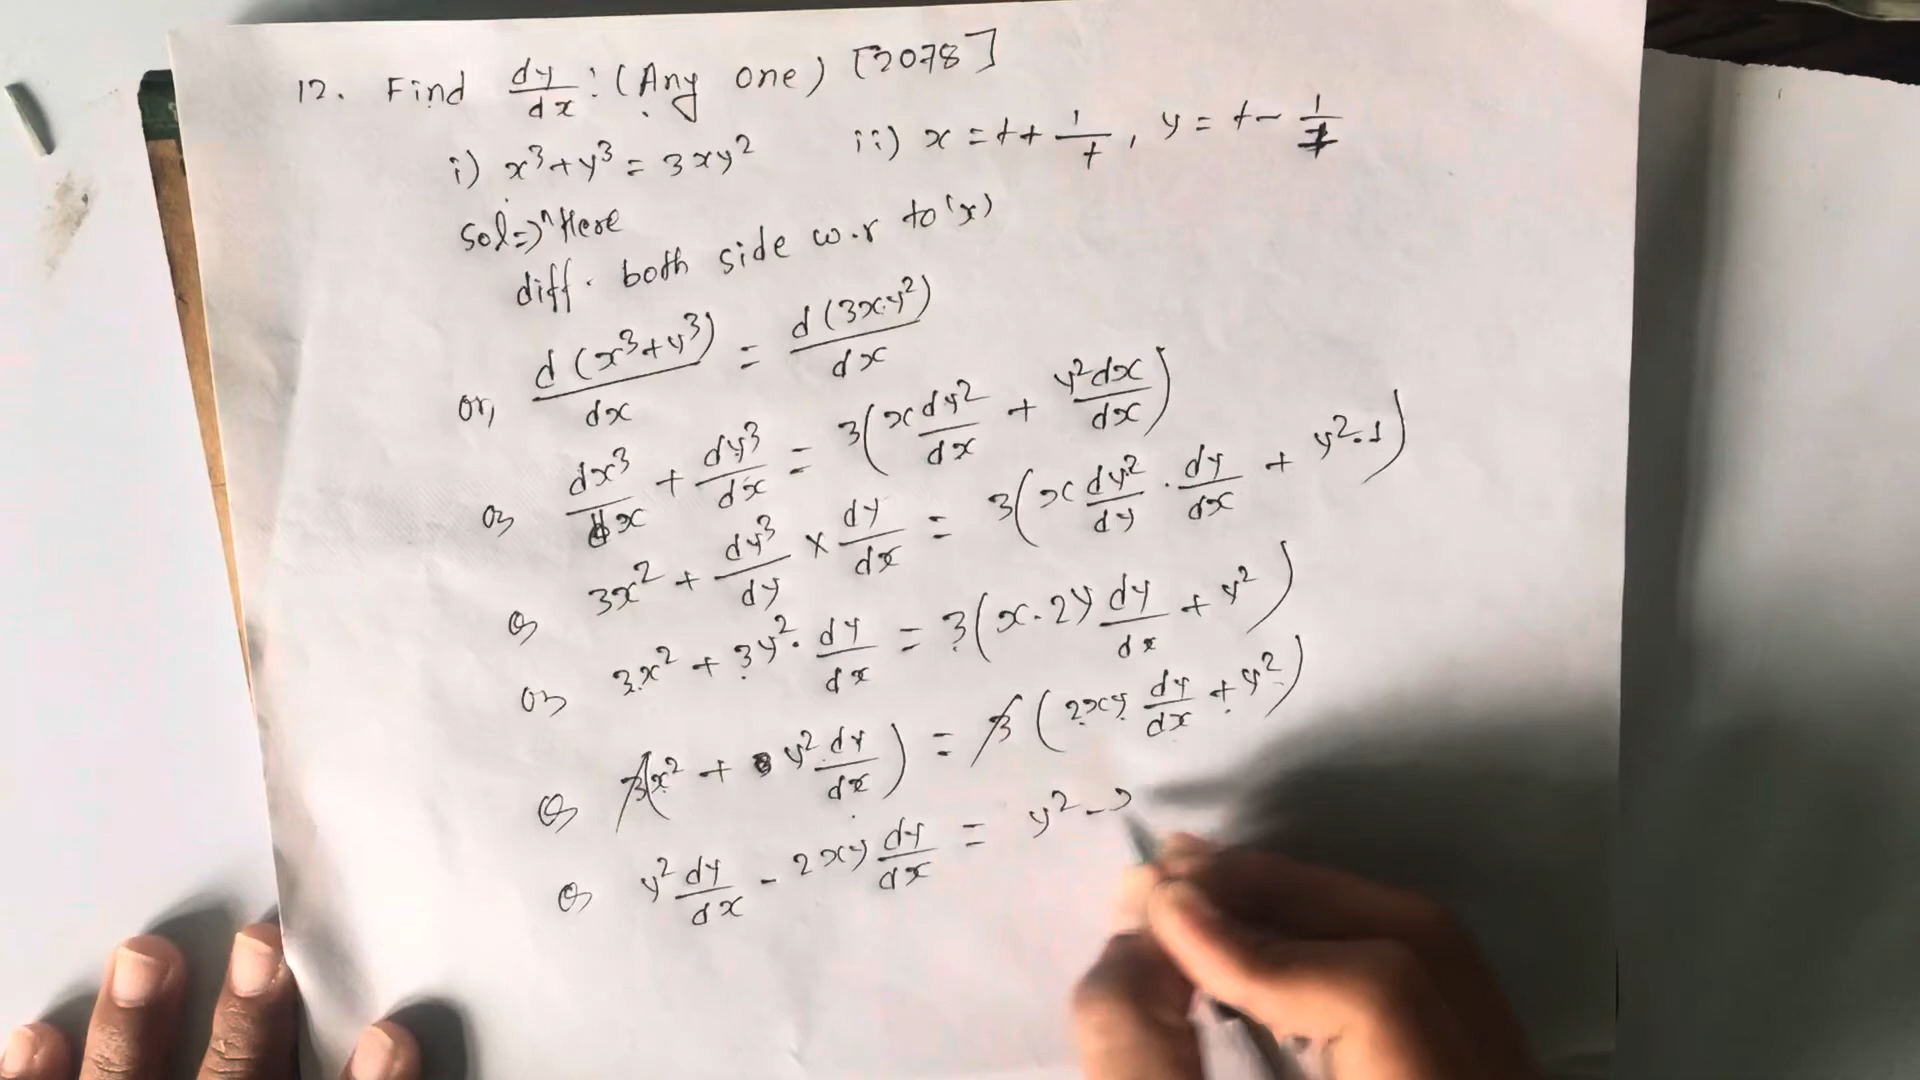 12. Find dy/dx : (Any one) [2078]
i) x³+y³ = 3xy² ii) x = t + 1/t, y = t - 1/t
Sol⇒ⁿ Here
diff. both side w.r to (x)
or, d(x³+y³)/dx = d(3xy²)/dx
or dx³/dx + dy³/dx = 3(x dy²/dx + y²dx/dx)
or 3x² + dy³/dy × dy/dx = 3(x dy²/dy · dy/dx + y².1)
or 3x² + 3y². dy/dx = 3(x.2y dy/dx + y²)
or 3(x² + y² dy/dx) = 3(2xy dy/dx + y²)
or y² dy/dx - 2xy dy/dx = y² -